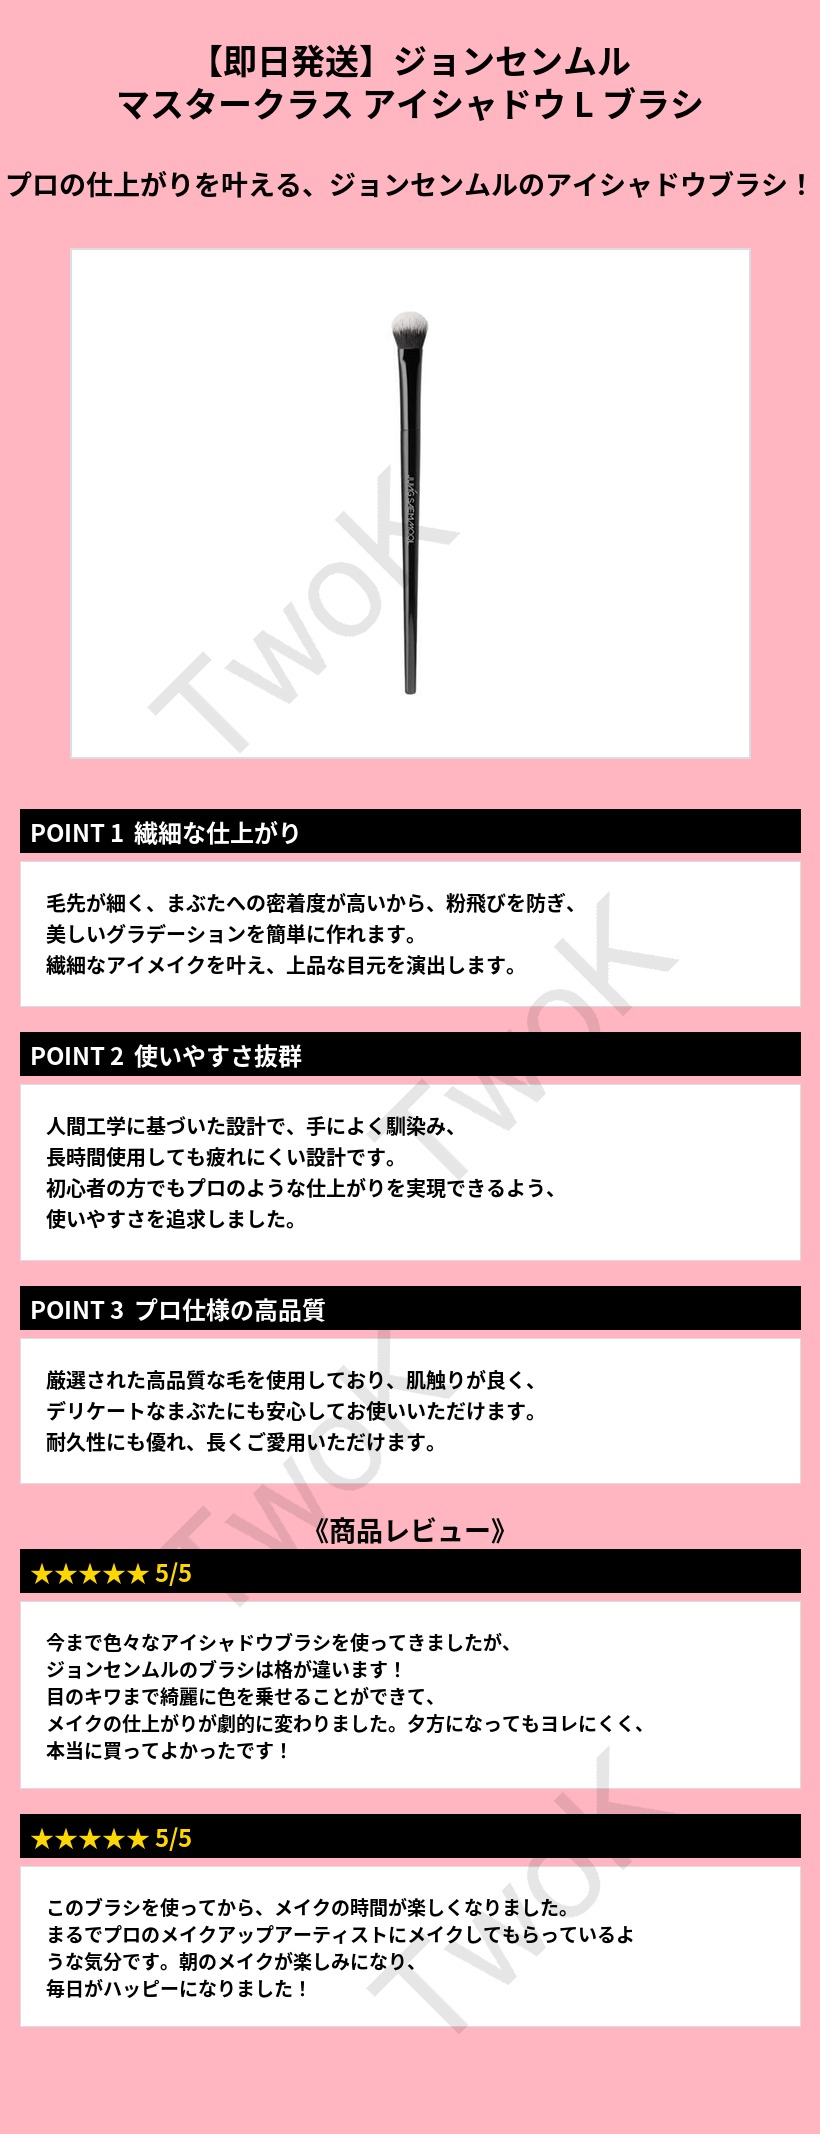 【即日発送】ジョンセンムル
マスタークラス アイシャドウ L ブラシ
プロの仕上がりを叶える、ジョンセンムルのアイシャドウブラシ！
JUNG SAEM MOOL
TwoK
POINT 1 繊細な仕上がり
毛先が細く、まぶたへの密着度が高いから、粉飛びを防ぎ、
美しいグラデーションを簡単に作れます。
繊細なアイメイクを叶え、上品な目元を演出します。
TwoK
POINT 2 使いやすさ抜群
人間工学に基づいた設計で、手によく馴染み、
長時間使用しても疲れにくい設計です。
初心者の方でもプロのような仕上がりを実現できるよう、
使いやすさを追求しました。
POINT 3 プロ仕様の高品質
厳選された高品質な毛を使用しており、肌触りが良く、
デリケートなまぶたにも安心してお使いいただけます。
耐久性にも優れ、長くご愛用いただけます。
TwoK
《商品レビュー》
★★★★★ 5/5
今まで色々なアイシャドウブラシを使ってきましたが、
ジョンセンムルのブラシは格が違います！
目のキワまで綺麗に色を乗せることができて、
メイクの仕上がりが劇的に変わりました。夕方になってもヨレにくく、
本当に買ってよかったです！
★★★★★ 5/5
このブラシを使ってから、メイクの時間が楽しくなりました。
まるでプロのメイクアップアーティストにメイクしてもらっているよ
うな気分です。朝のメイクが楽しみになり、
毎日がハッピーになりました！
TwoK